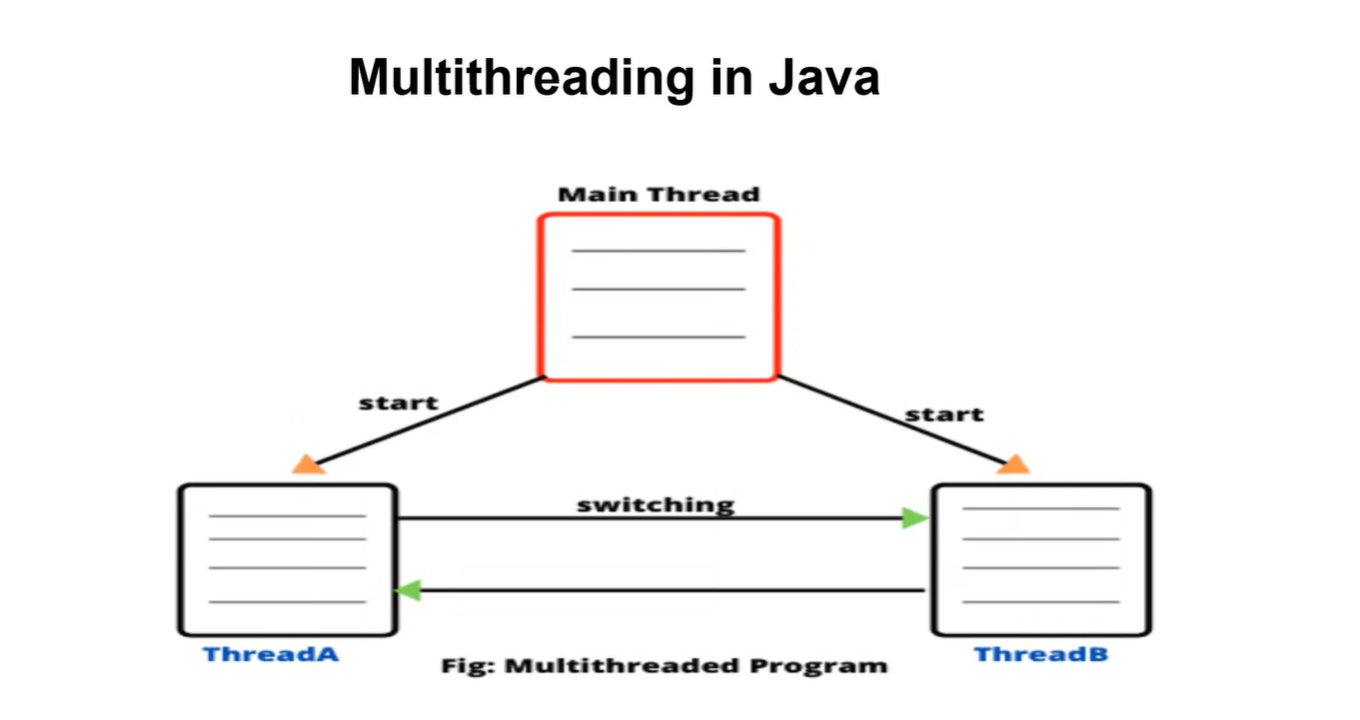 Multithreading in Java
Main Thread
start
start
switching
ThreadA
ThreadB
Fig: Multithreaded Program